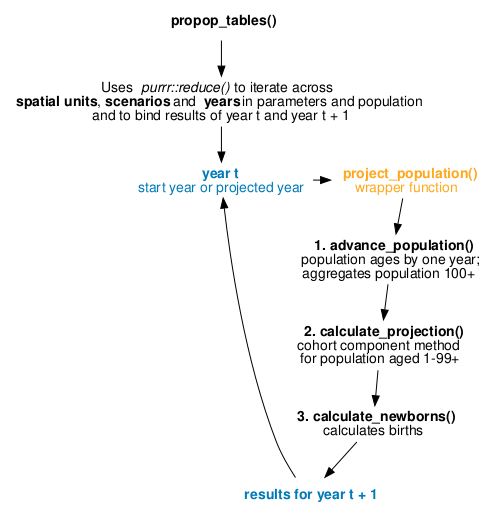 propop_tables()
Uses purrr::reduce() to iterate across
spatial units, scenarios and years in parameters and population
and to bind results of year t and year t + 1
year t
start year or projected year
project_population()
wrapper function
1. advance_population()
population ages by one year;
aggregates population 100+
2. calculate_projection()
cohort component method
for population aged 1-99+
3. calculate_newborns()
calculates births
results for year t + 1